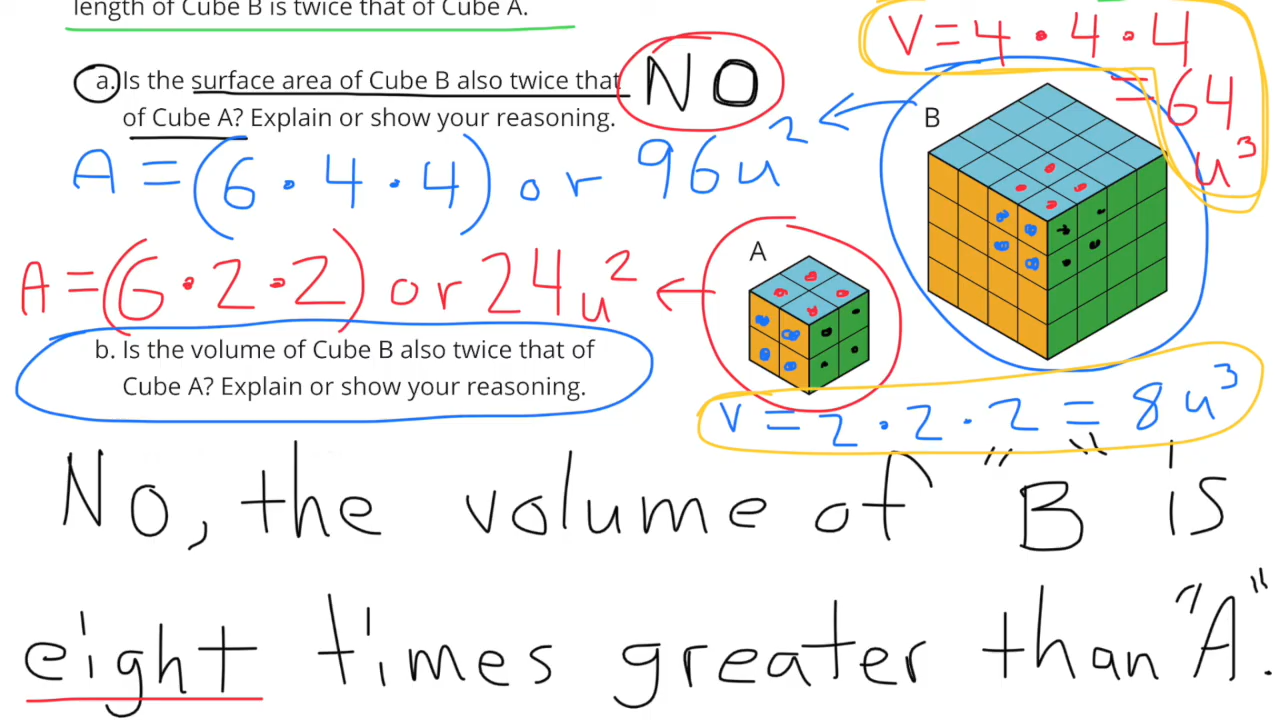 length of Cube B is twice that of Cube A.
V = 4 • 4 • 4
= 64
u³
a. Is the surface area of Cube B also twice that
of Cube A? Explain or show your reasoning.
NO
B
A = (6 • 4 • 4) or 96u²
A
A = (6 • 2 • 2) or 24u²
b. Is the volume of Cube B also twice that of
Cube A? Explain or show your reasoning.
V = 2 • 2 • 2 = 8u³
No, the volume of "B" is
eight times greater than "A".